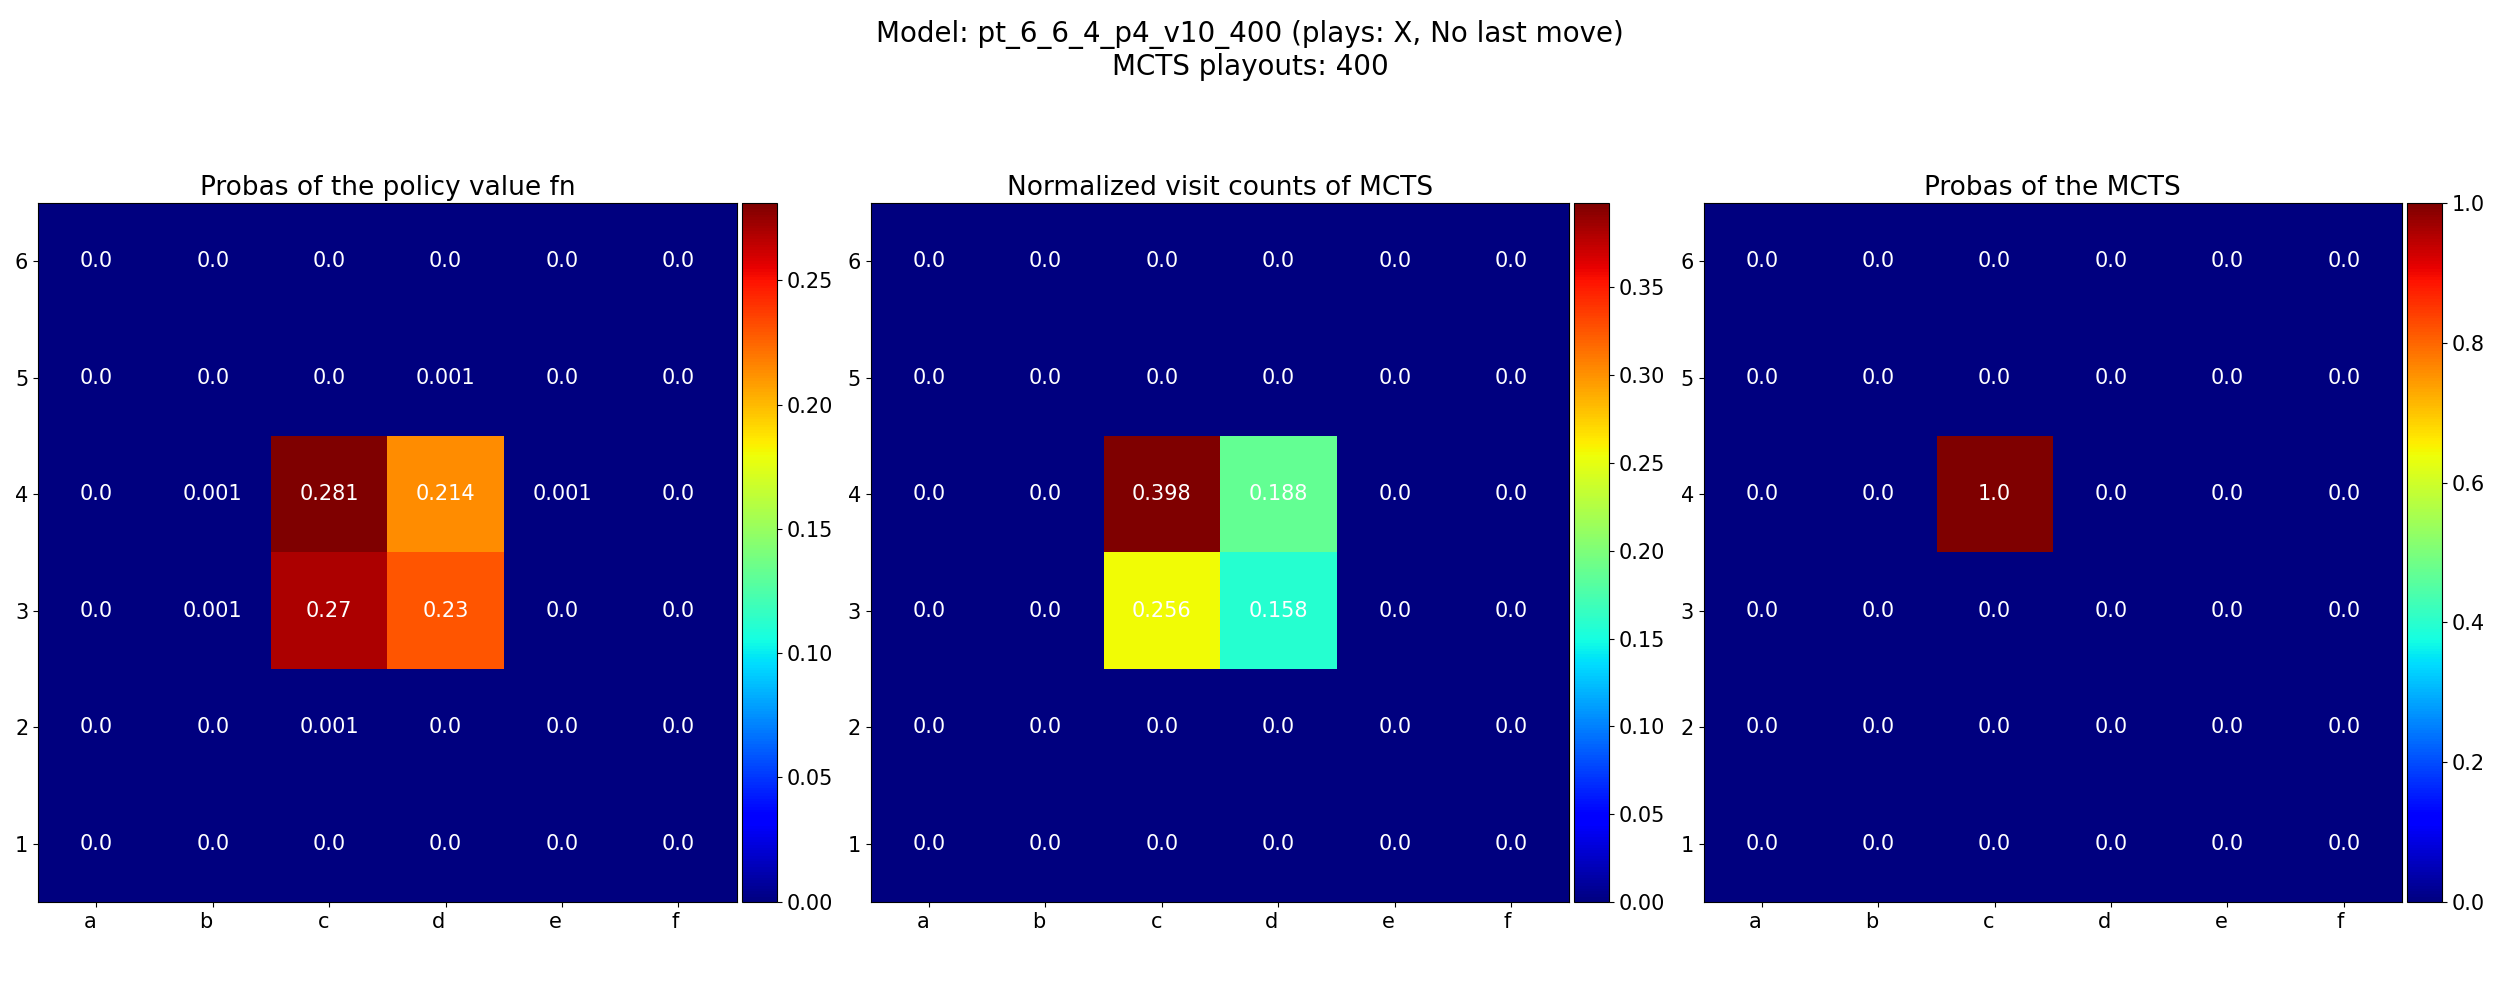 Model: pt_6_6_4_p4_v10_400 (plays: X, No last move)
MCTS playouts: 400
Probas of the policy value fn
6 0.0 0.0 0.0 0.0 0.0 0.0
5 0.0 0.0 0.0 0.001 0.0 0.0
4 0.0 0.001 0.281 0.214 0.001 0.0
3 0.0 0.001 0.27 0.23 0.0 0.0
2 0.0 0.0 0.001 0.0 0.0 0.0
1 0.0 0.0 0.0 0.0 0.0 0.0
a b c d e f
0.25
0.20
0.15
0.10
0.05
0.00
Normalized visit counts of MCTS
6 0.0 0.0 0.0 0.0 0.0 0.0
5 0.0 0.0 0.0 0.0 0.0 0.0
4 0.0 0.0 0.398 0.188 0.0 0.0
3 0.0 0.0 0.256 0.158 0.0 0.0
2 0.0 0.0 0.0 0.0 0.0 0.0
1 0.0 0.0 0.0 0.0 0.0 0.0
a b c d e f
0.35
0.30
0.25
0.20
0.15
0.10
0.05
0.00
Probas of the MCTS
6 0.0 0.0 0.0 0.0 0.0 0.0
5 0.0 0.0 0.0 0.0 0.0 0.0
4 0.0 0.0 1.0 0.0 0.0 0.0
3 0.0 0.0 0.0 0.0 0.0 0.0
2 0.0 0.0 0.0 0.0 0.0 0.0
1 0.0 0.0 0.0 0.0 0.0 0.0
a b c d e f
1.0
0.8
0.6
0.4
0.2
0.0